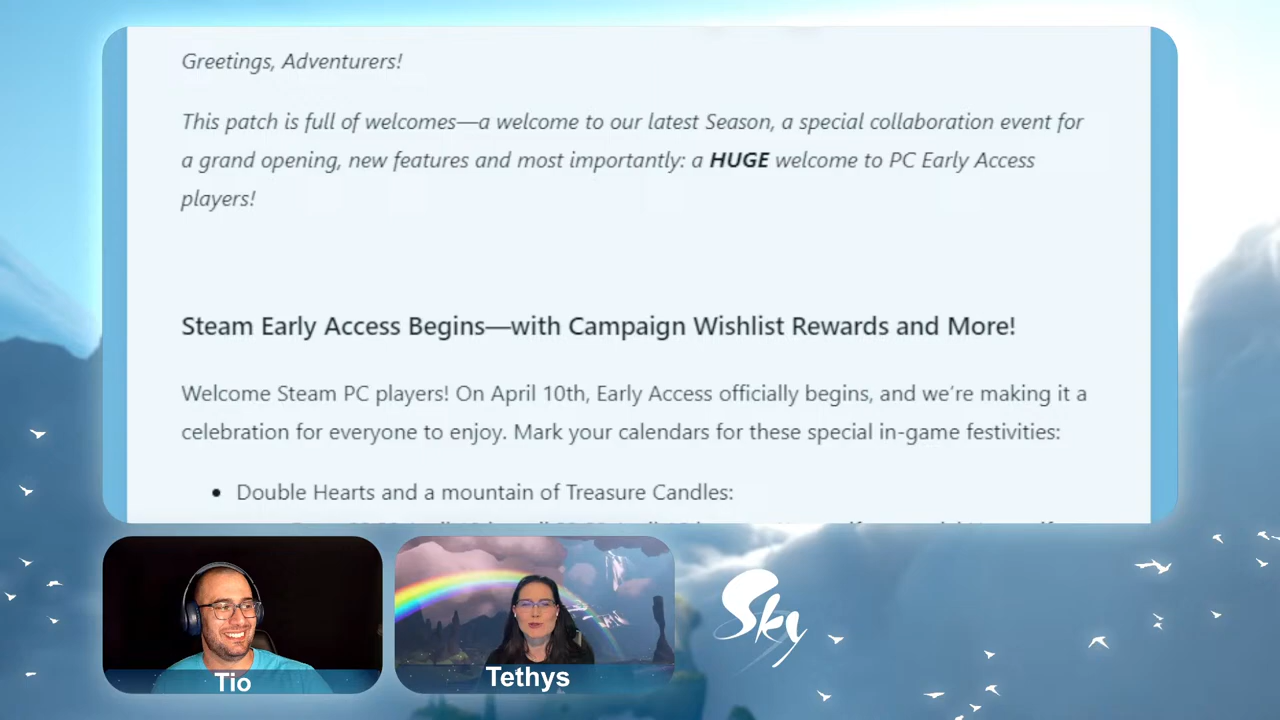 Greetings, Adventurers!
This patch is full of welcomes—a welcome to our latest Season, a special collaboration event for
a grand opening, new features and most importantly: a HUGE welcome to PC Early Access
players!
Steam Early Access Begins—with Campaign Wishlist Rewards and More!
Welcome Steam PC players! On April 10th, Early Access officially begins, and we're making it a
celebration for everyone to enjoy. Mark your calendars for these special in-game festivities:
• Double Hearts and a mountain of Treasure Candles:
Tio
Tethys
Sky